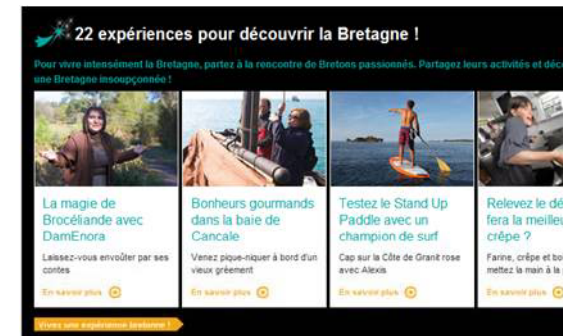 22 expériences pour découvrir la Bretagne !
Pour vivre intensément la Bretagne, partez à la rencontre de Bretons passionnés. Partagez leurs activités et déc
une Bretagne insoupçonnée !
La magie de
Brocéliande avec
DamEnora
Laissez-vous envoûter par ses
contes
En savoir plus
Bonheurs gourmands
dans la baie de
Cancale
Venez pique-niquer à bord d'un
vieux gréement
En savoir plus
Testez le Stand Up
Paddle avec un
champion de surf
Cap sur la Côte de Granit rose
avec Alexis
En savoir plus
Relevez le dé
fera la meilleu
crêpe ?
Farine, crêpe et bo
mettez la main à la
En savoir plus
Vivez une expérience bretonne !